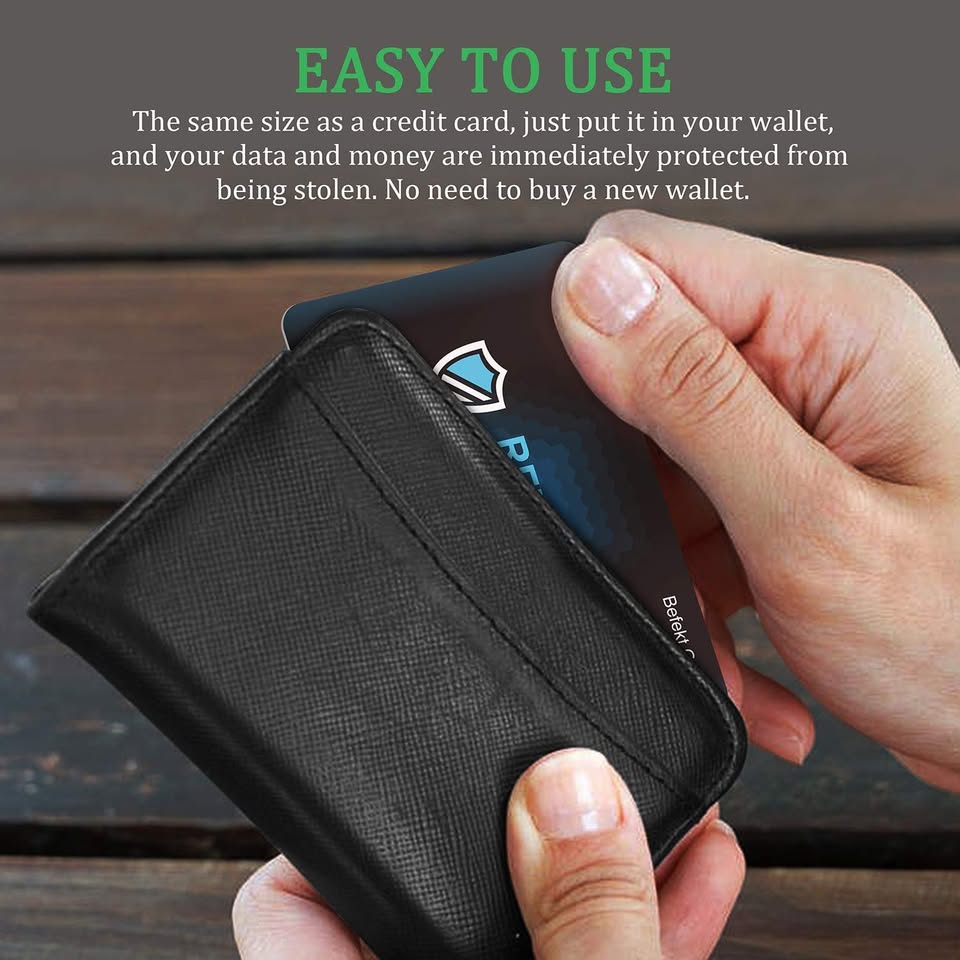 EASY TO USE
The same size as a credit card, just put it in your wallet,
and your data and money are immediately protected from
being stolen. No need to buy a new wallet.
Befekt